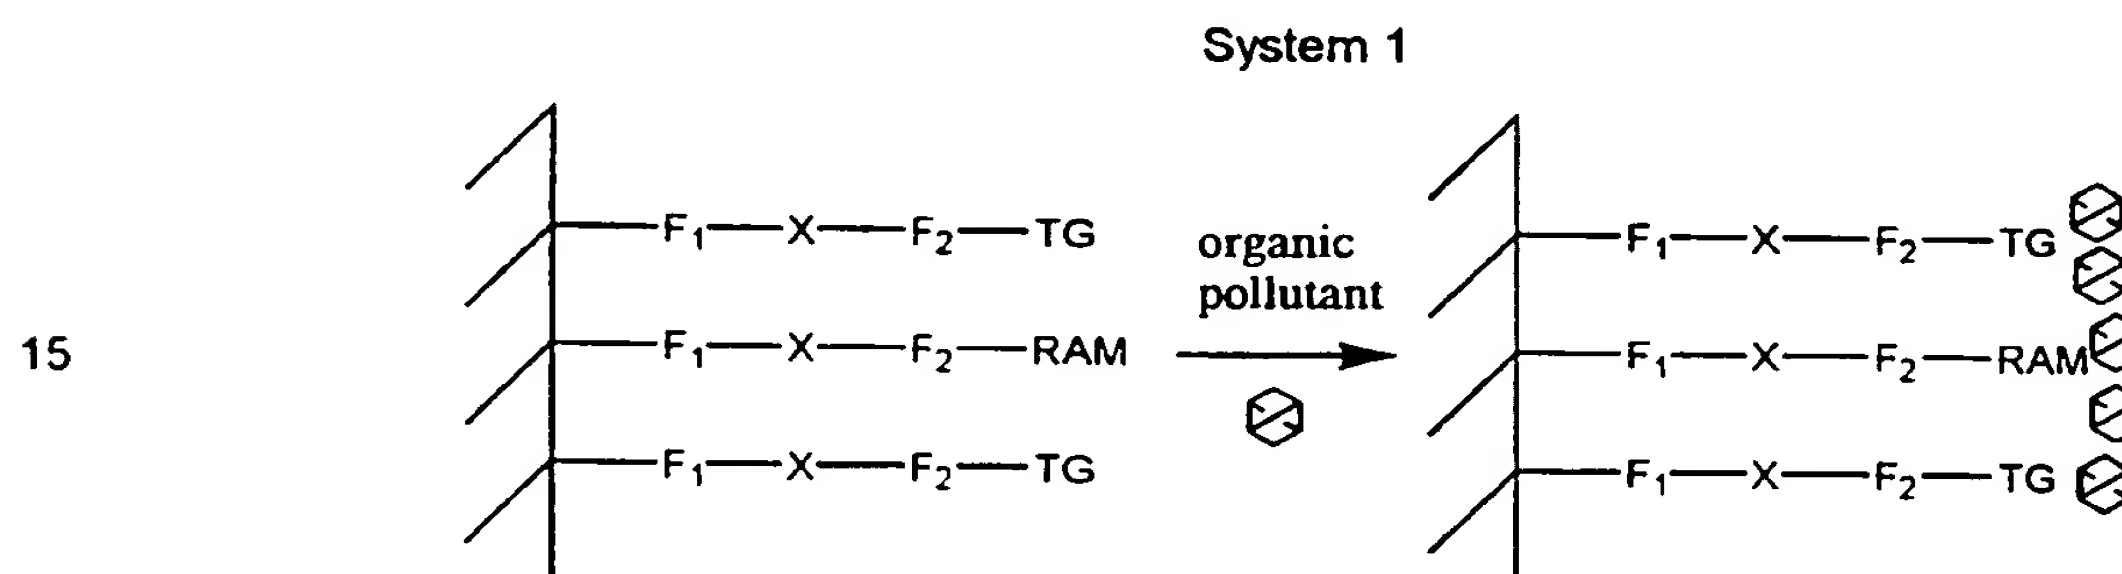 System 1
F₁—X—F₂—TG
F₁—X—F₂—TG
organic
pollutant
15
F₁—X—F₂—RAM
F₁—X—F₂—RAM
F₁—X—F₂—TG
F₁—X—F₂—TG